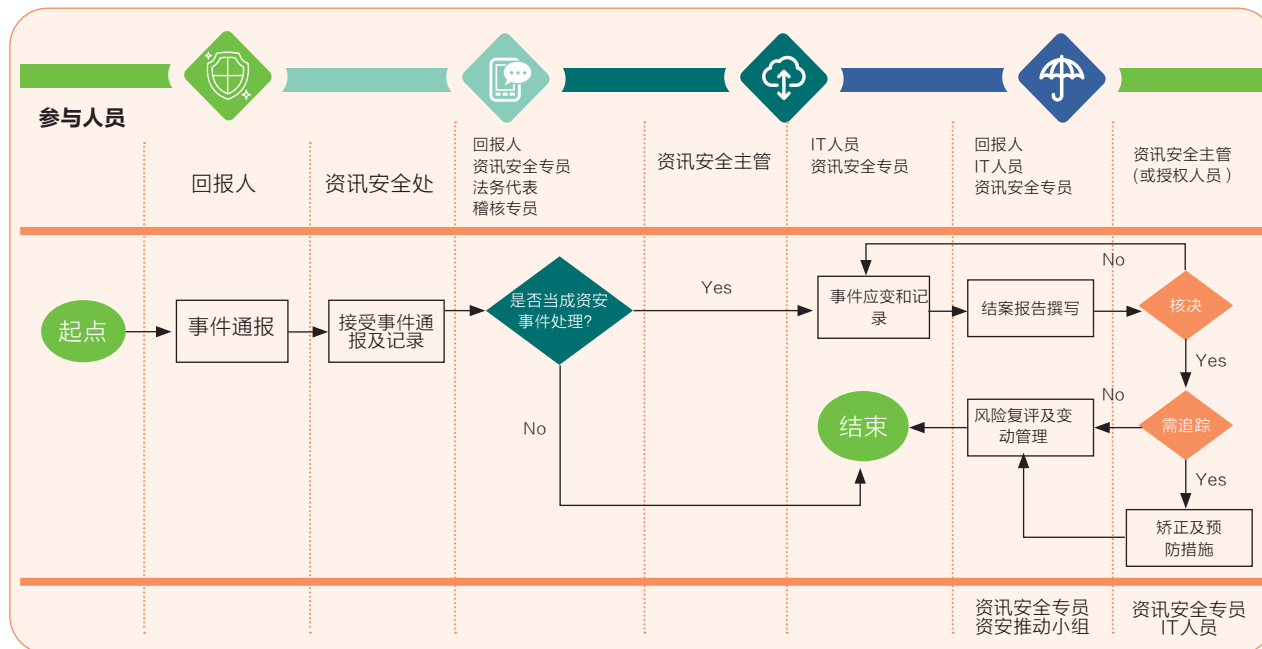 参与人员
回报人
资讯安全处
回报人
资讯安全专员
法务代表
稽核专员
资讯安全主管
IT人员
资讯安全专员
回报人
IT人员
资讯安全专员
资讯安全主管
(或授权人员)
起点
事件通报
接受事件通
报及记录
是否当成资安
事件处理?
Yes
No
事件应变和记
录
结案报告撰写
No
核决
Yes
需追踪
No
Yes
风险复评及变
动管理
结束
矫正及预
防措施
资讯安全专员
资安推动小组
资讯安全专员
IT人员